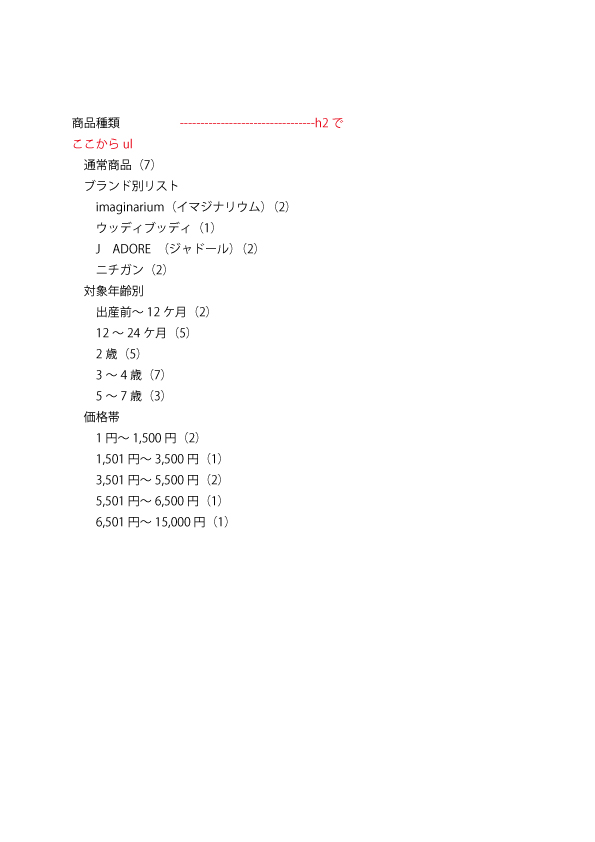 商品種類 ---------------------------------h2 で
ここから ul
通常商品（7）
ブランド別リスト
imaginarium（イマジナリウム）（2）
ウッディプッディ（1）
J　ADORE　（ジャドール）（2）
ニチガン（2）
対象年齢別
出産前～ 12 ケ月（2）
12 ～ 24 ケ月（5）
2 歳（5）
3 ～ 4 歳（7）
5 ～ 7 歳（3）
価格帯
1 円～ 1,500 円（2）
1,501 円～ 3,500 円（1）
3,501 円～ 5,500 円（2）
5,501 円～ 6,500 円（1）
6,501 円～ 15,000 円（1）